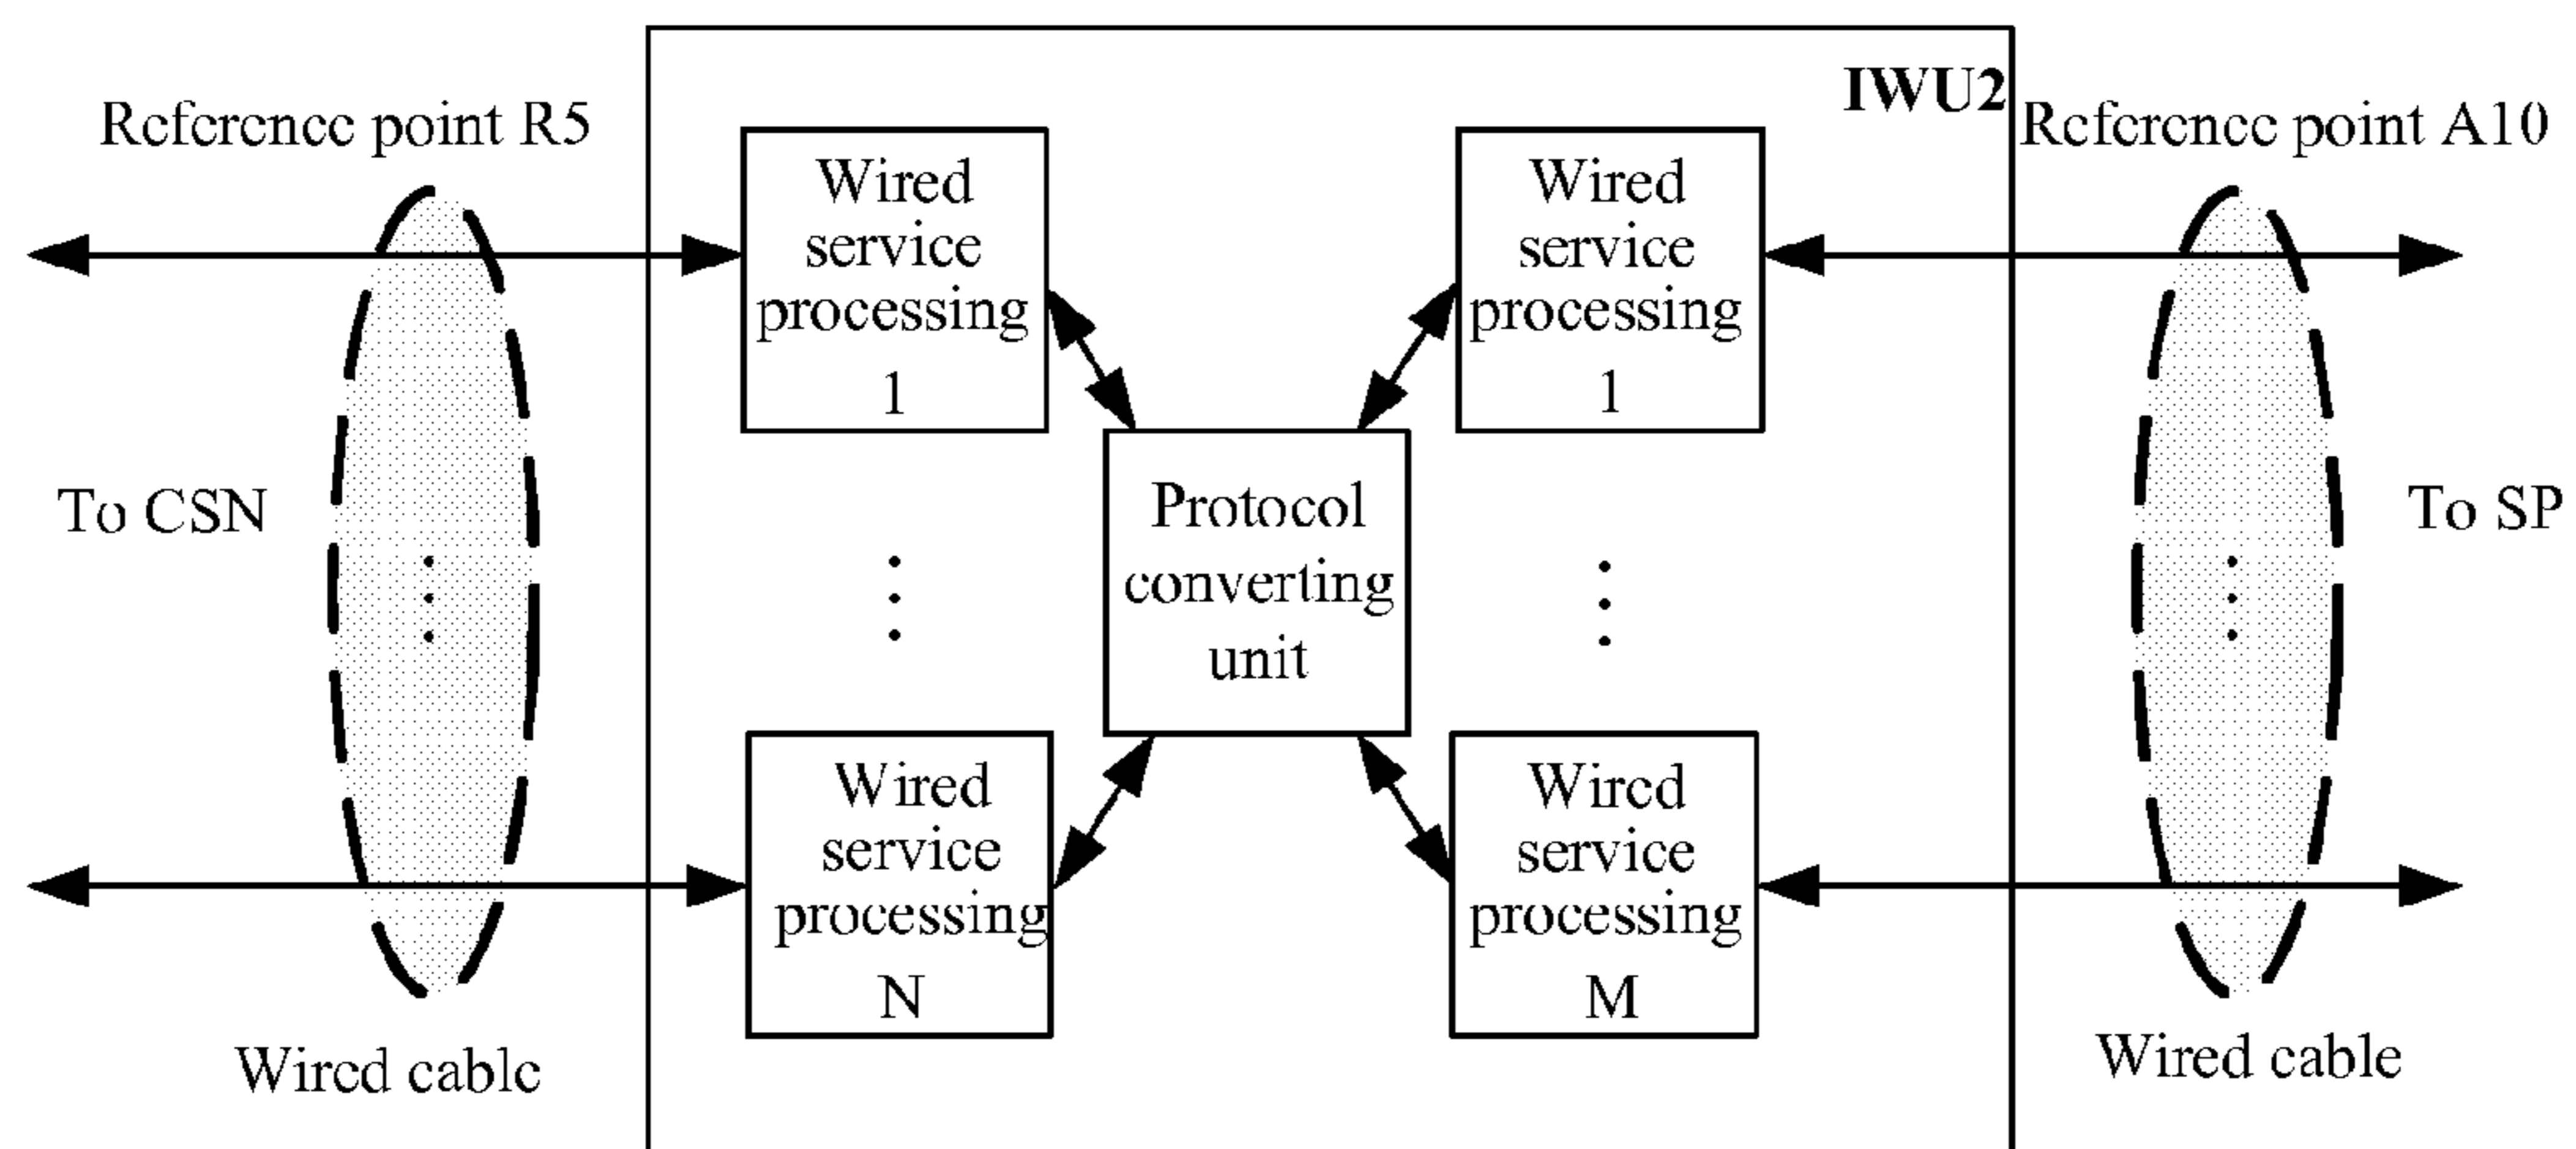 IWU2
Reference point R5
Reference point A10
Wired
service
processing
1
Wired
service
processing
1
To CSN
Protocol
converting
unit
To SP
Wired
service
processing
N
Wired
service
processing
M
Wired cable
Wired cable